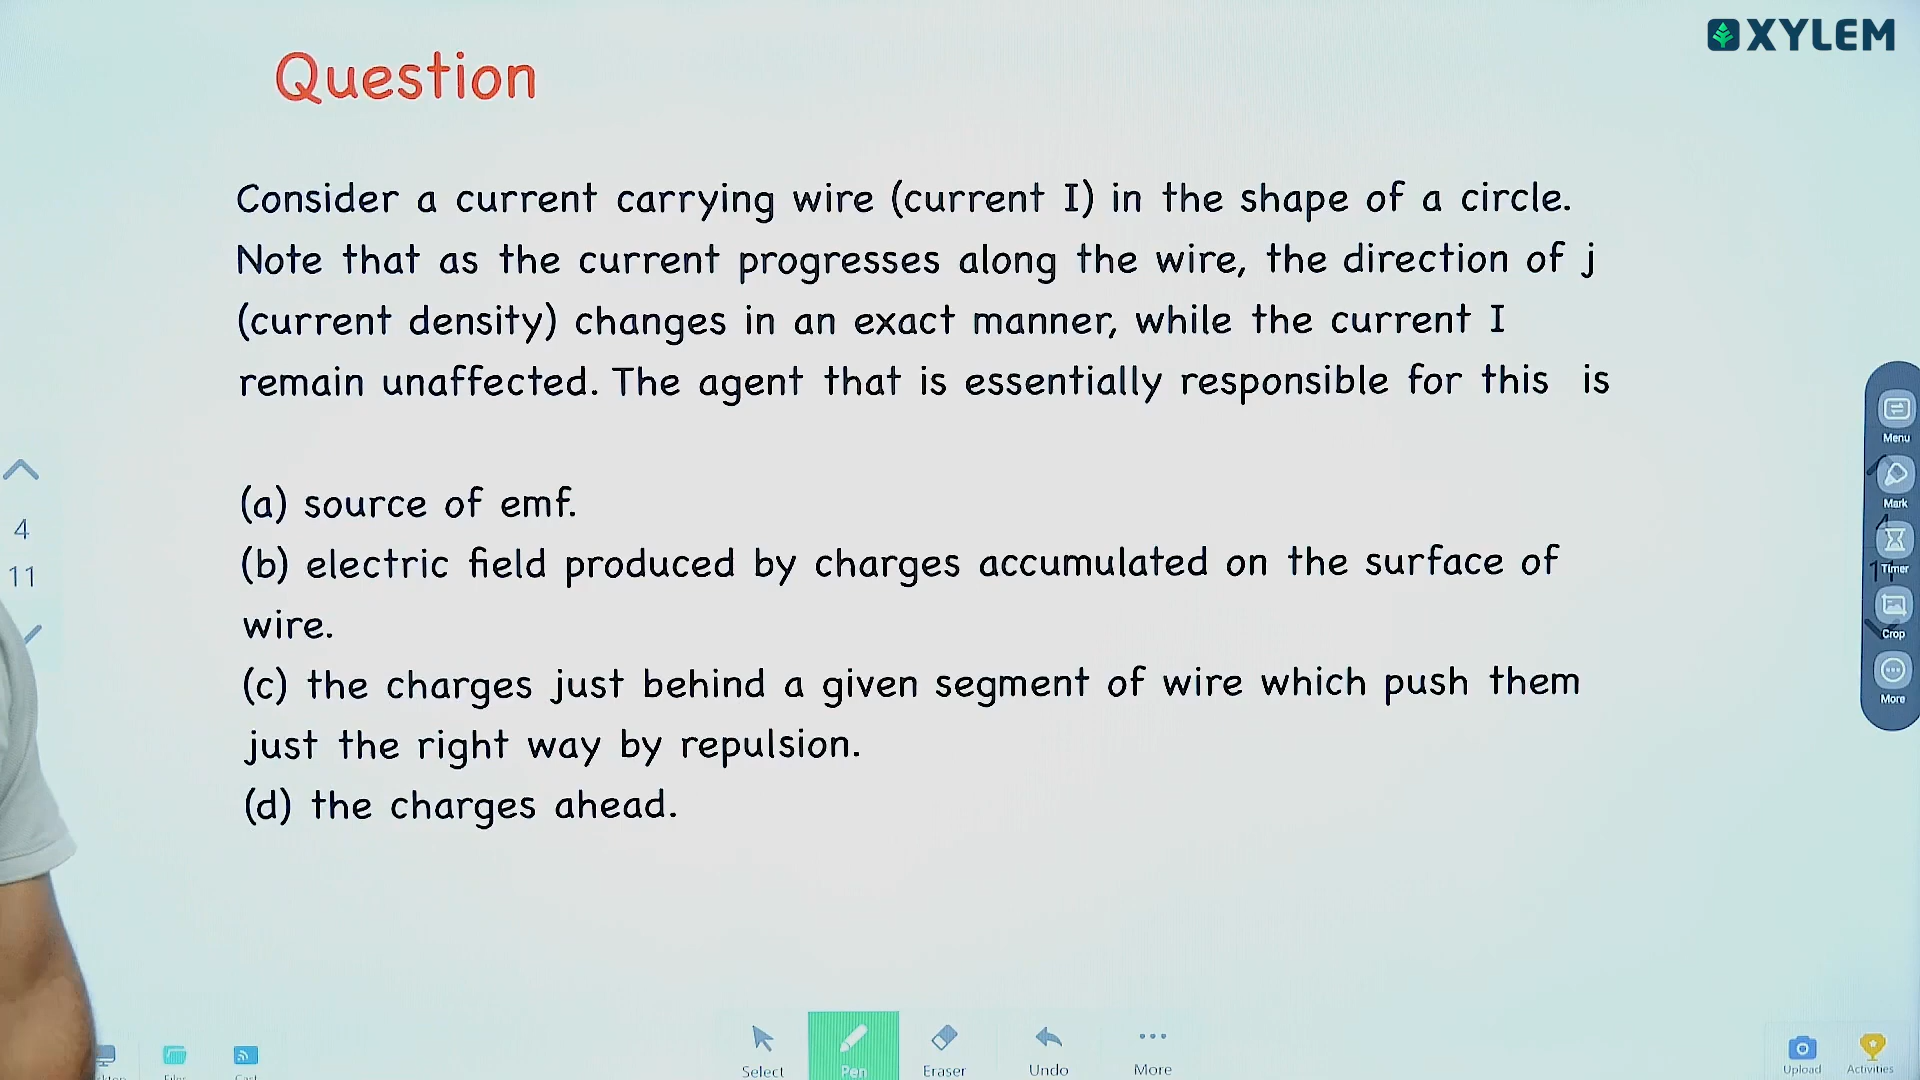 XYLEM
Question
Consider a current carrying wire (current I) in the shape of a circle.
Note that as the current progresses along the wire, the direction of j
(current density) changes in an exact manner, while the current I
remain unaffected. The agent that is essentially responsible for this is
(a) source of emf.
(b) electric field produced by charges accumulated on the surface of
wire.
(c) the charges just behind a given segment of wire which push them
just the right way by repulsion.
(d) the charges ahead.
4
11
Menu
Mark
Timer
Crop
More
Select
Pen
Eraser
Undo
More
Upload
Activities